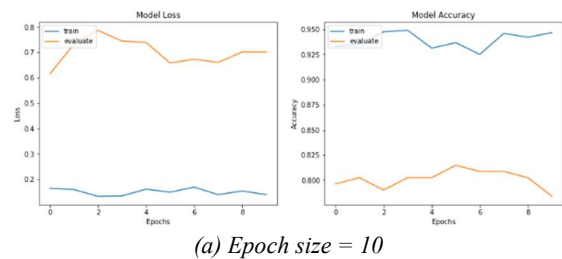 Model Loss
train
evaluate
0.8
0.7
0.6
0.5
0.4
0.3
0.2
Loss
0
2
4
6
8
Epochs
Model Accuracy
train
evaluate
0.950
0.925
0.900
0.875
0.850
0.825
0.800
Accuracy
0
2
4
6
8
Epochs
(a) Epoch size = 10